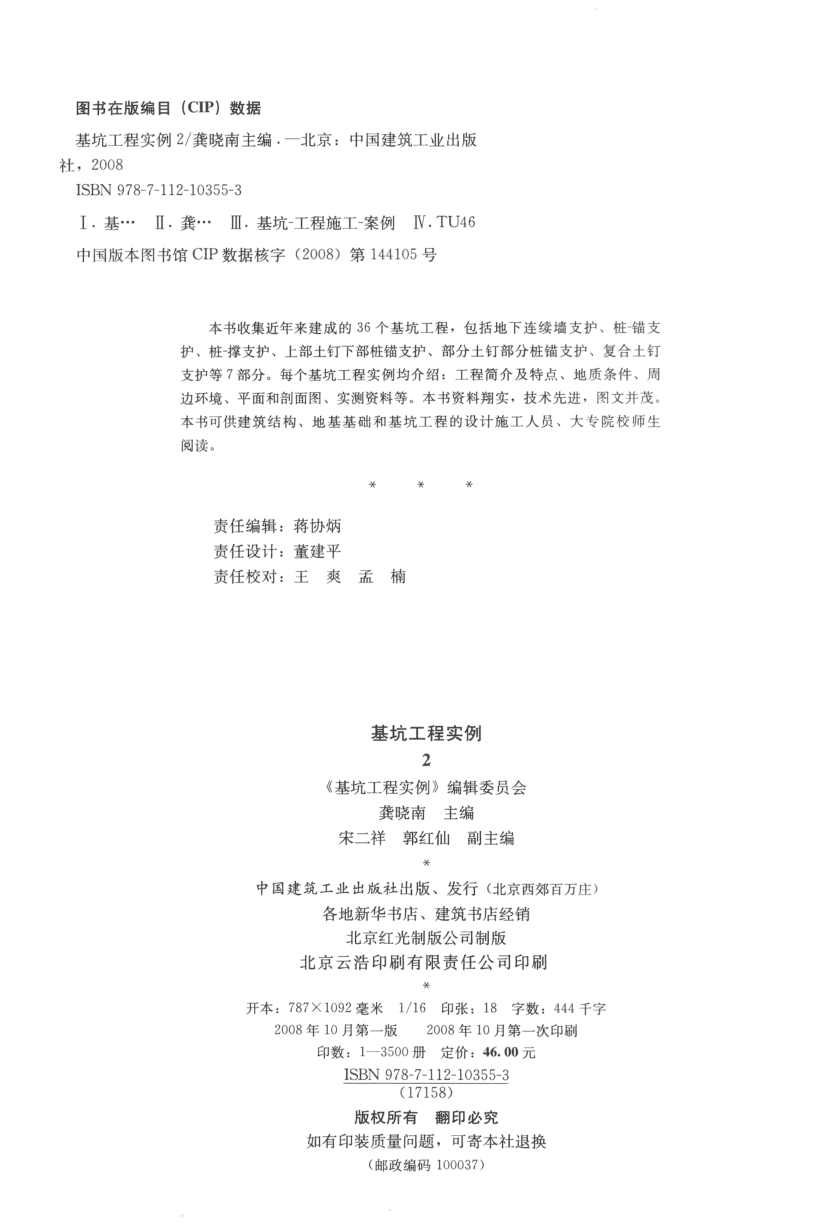 图书在版编目（CIP）数据
基坑工程实例 2/龚晓南主编．—北京：中国建筑工业出版
社，2008
ISBN 978-7-112-10355-3
Ⅰ．基… Ⅱ．龚… Ⅲ．基坑-工程施工-案例 Ⅳ．TU46
中国版本图书馆 CIP 数据核字（2008）第 144105 号
本书收集近年来建成的 36 个基坑工程，包括地下连续墙支护、桩-锚支
护、桩-撑支护、上部土钉下部桩锚支护、部分土钉部分桩锚支护、复合土钉
支护等 7 部分。每个基坑工程实例均介绍：工程简介及特点、地质条件、周
边环境、平面和剖面图、实测资料等。本书资料翔实，技术先进，图文并茂。
本书可供建筑结构、地基基础和基坑工程的设计施工人员、大专院校师生
阅读。
* * *
责任编辑：蒋协炳
责任设计：董建平
责任校对：王 爽 孟 楠
基坑工程实例
2
《基坑工程实例》编辑委员会
龚晓南 主编
宋二祥 郭红仙 副主编
*
中国建筑工业出版社出版、发行（北京西郊百万庄）
各地新华书店、建筑书店经销
北京红光制版公司制版
北京云浩印刷有限责任公司印刷
*
开本：787×1092 毫米 1/16 印张：18 字数：444 千字
2008 年 10 月第一版 2008 年 10 月第一次印刷
印数：1—3500 册 定价：46.00 元
ISBN 978-7-112-10355-3
（17158）
版权所有 翻印必究
如有印装质量问题，可寄本社退换
（邮政编码 100037）